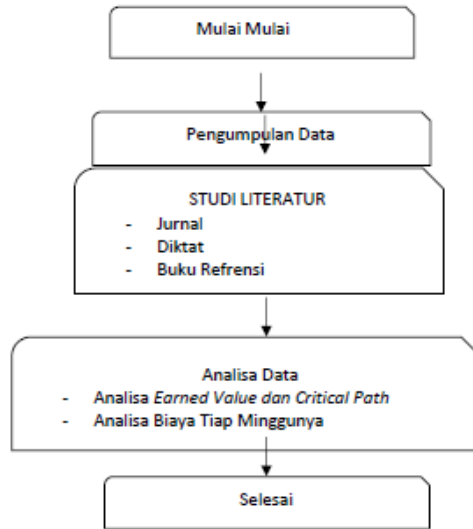 Mulai Mulai
Pengumpulan Data
STUDI LITERATUR
- Jurnal
- Diktat
- Buku Refrensi
Analisa Data
- Analisa Earned Value dan Critical Path
- Analisa Biaya Tiap Minggunya
Selesai